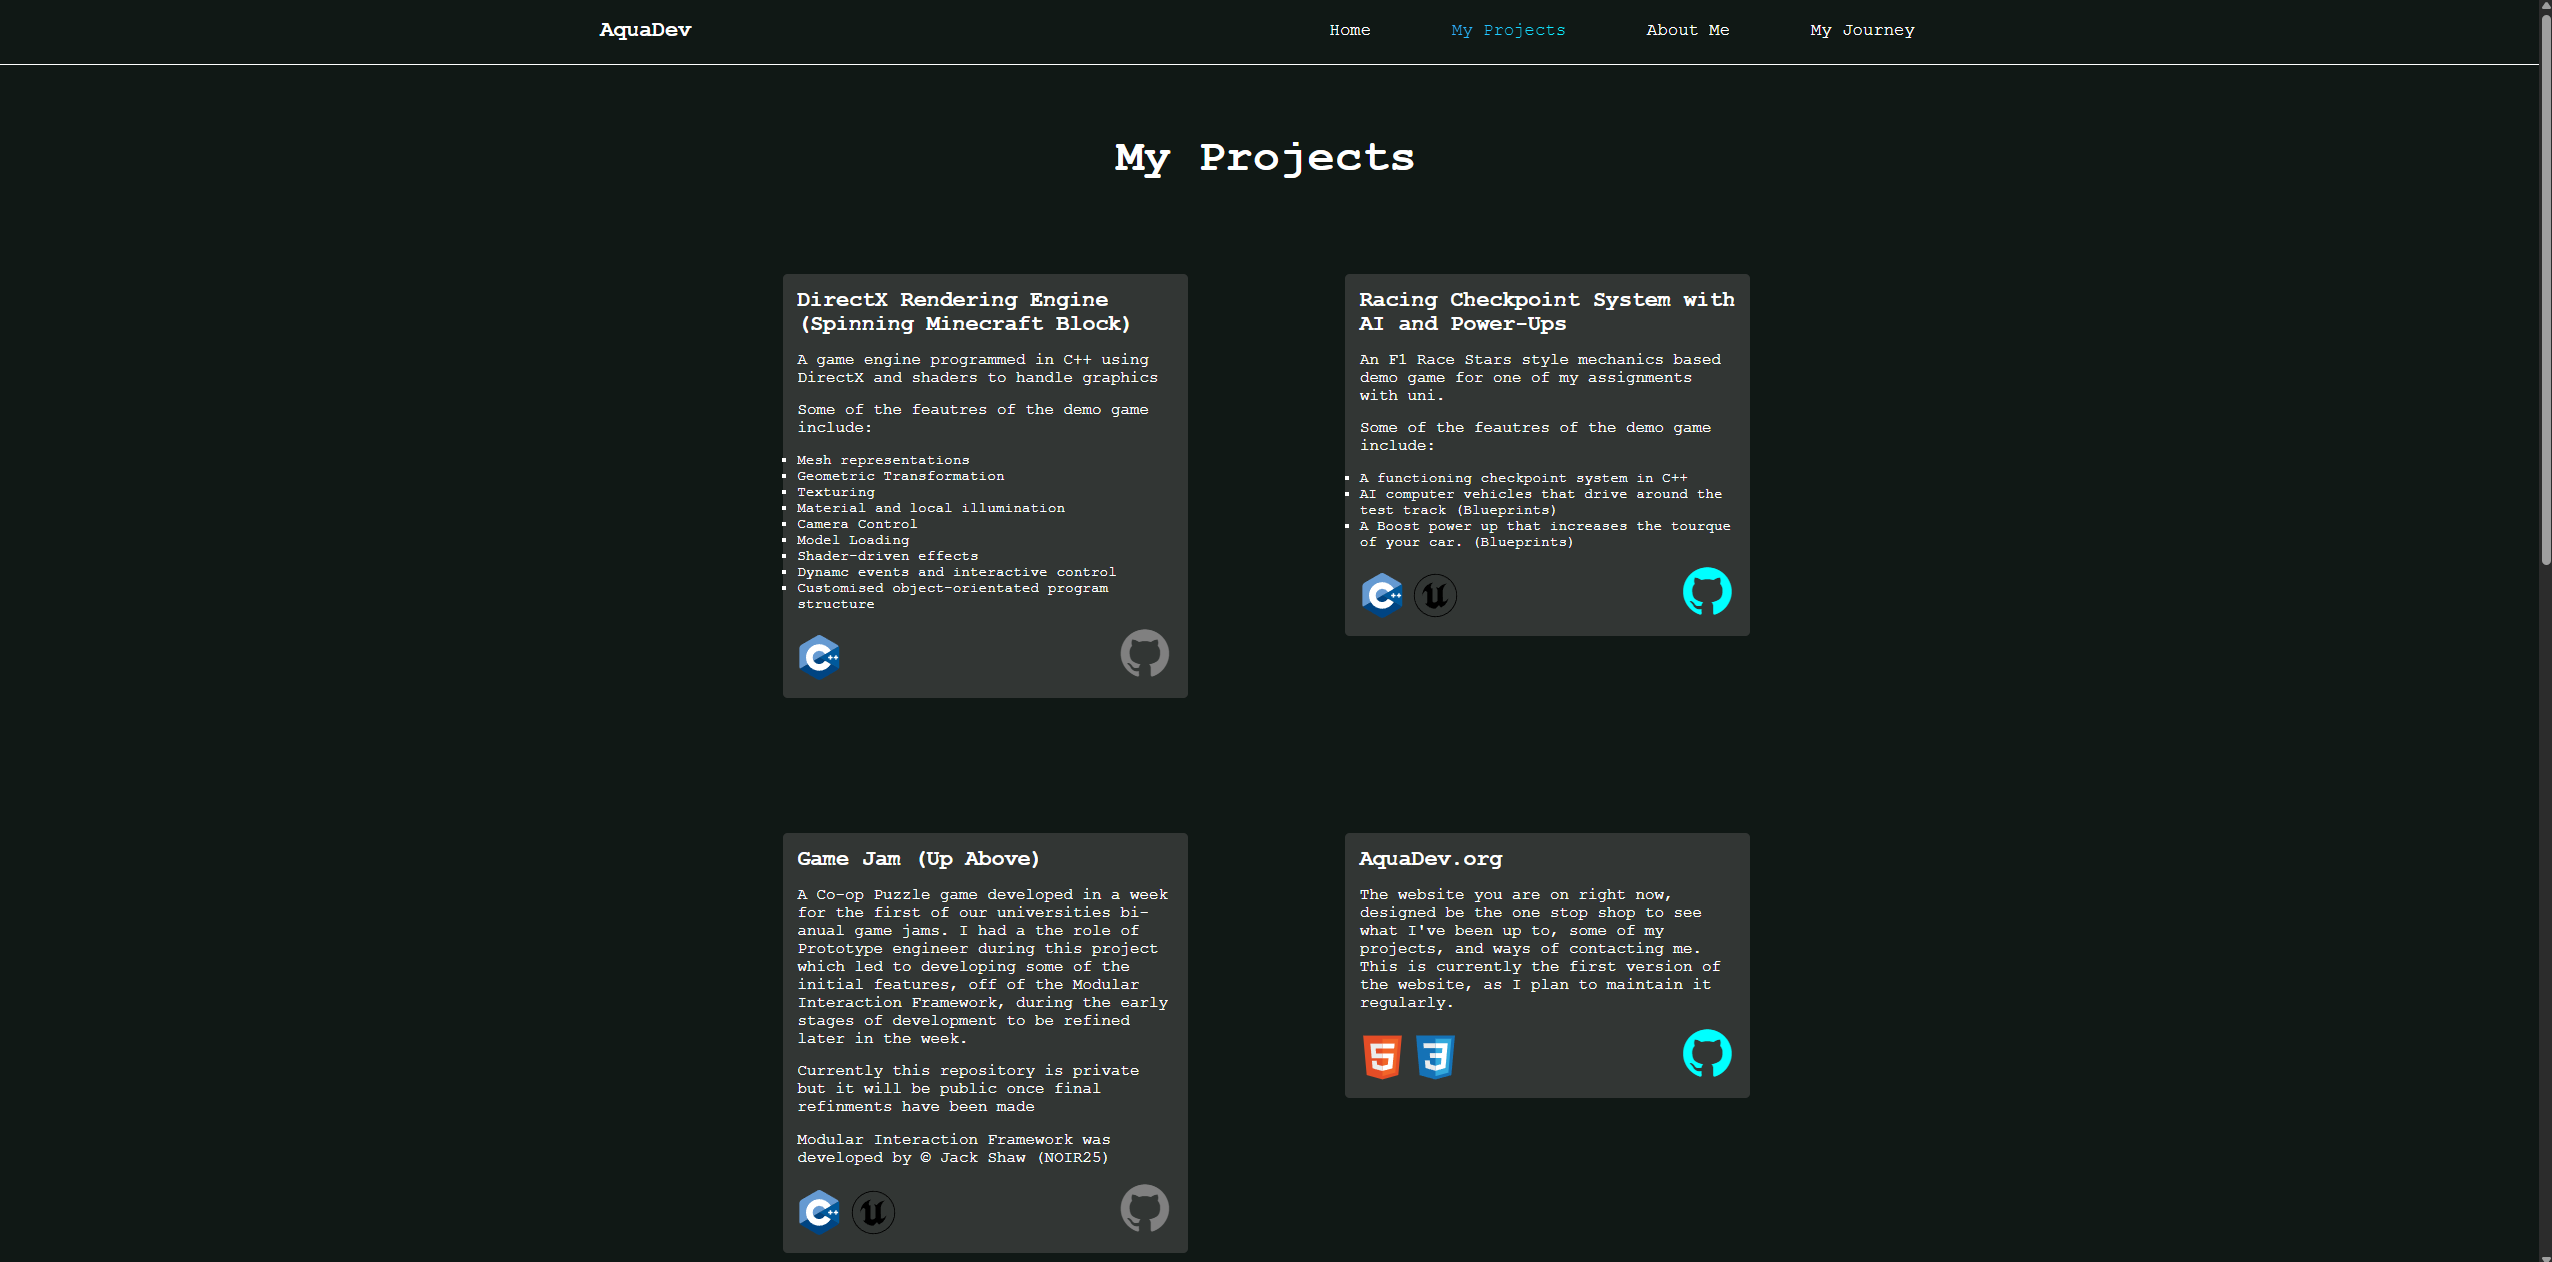 AquaDev
Home
My Projects
About Me
My Journey
My Projects
DirectX Rendering Engine
(Spinning Minecraft Block)
A game engine programmed in C++ using
DirectX and shaders to handle graphics
Some of the feautres of the demo game
include:
Mesh representations
Geometric Transformation
Texturing
Material and local illumination
Camera Control
Model Loading
Shader-driven effects
Dynamc events and interactive control
Customised object-orientated program
structure
C++
Racing Checkpoint System with
AI and Power-Ups
An F1 Race Stars style mechanics based
demo game for one of my assignments
with uni.
Some of the feautres of the demo game
include:
A functioning checkpoint system in C++
AI computer vehicles that drive around the
test track (Blueprints)
A Boost power up that increases the tourque
of your car. (Blueprints)
C++
Game Jam (Up Above)
A Co-op Puzzle game developed in a week
for the first of our universities bi-
anual game jams. I had a the role of
Prototype engineer during this project
which led to developing some of the
initial features, off of the Modular
Interaction Framework, during the early
stages of development to be refined
later in the week.
Currently this repository is private
but it will be public once final
refinments have been made
Modular Interaction Framework was
developed by © Jack Shaw (NOIR25)
C++
AquaDev.org
The website you are on right now,
designed be the one stop shop to see
what I've been up to, some of my
projects, and ways of contacting me.
This is currently the first version of
the website, as I plan to maintain it
regularly.
5
3